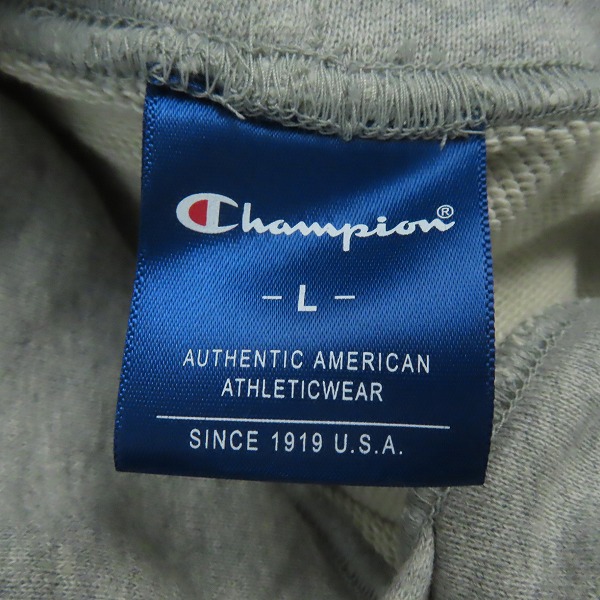 Champion®
- L -
AUTHENTIC AMERICAN
ATHLETICWEAR
SINCE 1919 U.S.A.